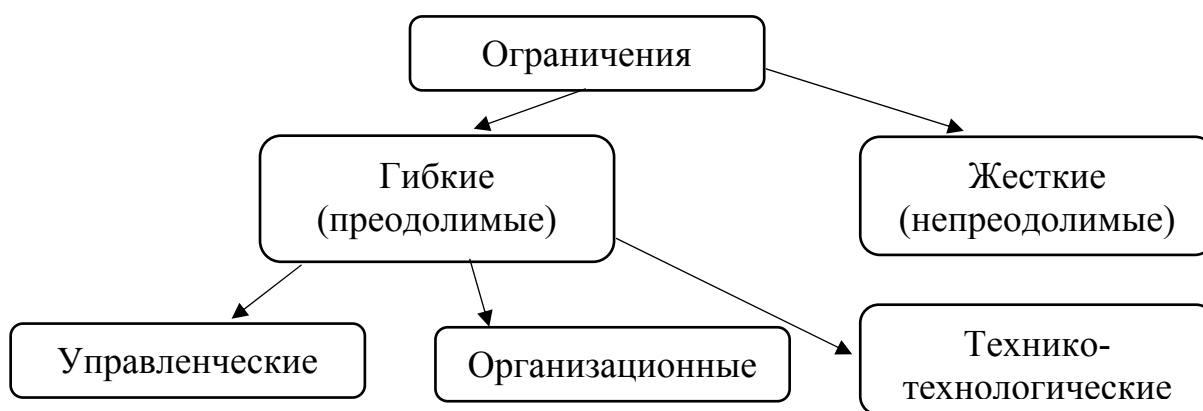 Ограничения
Гибкие
(преодолимые)
Жесткие
(непреодолимые)
Управленческие
Организационные
Технико-
технологические